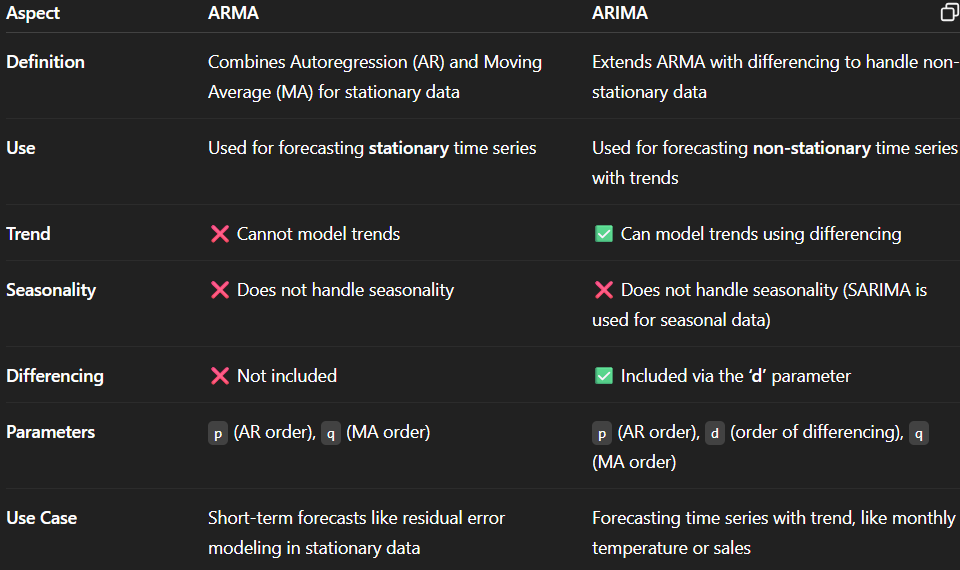 Aspect ARMA ARIMA
Definition Combines Autoregression (AR) and Moving Extends ARMA with differencing to handle non-
Average (MA) for stationary data stationary data
Use Used for forecasting stationary time series Used for forecasting non-stationary time series
with trends
Trend ❌ Cannot model trends ✅ Can model trends using differencing
Seasonality ❌ Does not handle seasonality ❌ Does not handle seasonality (SARIMA is
used for seasonal data)
Differencing ❌ Not included ✅ Included via the ‘d’ parameter
Parameters p (AR order), q (MA order) p (AR order), d (order of differencing), q
(MA order)
Use Case Short-term forecasts like residual error Forecasting time series with trend, like monthly
modeling in stationary data temperature or sales